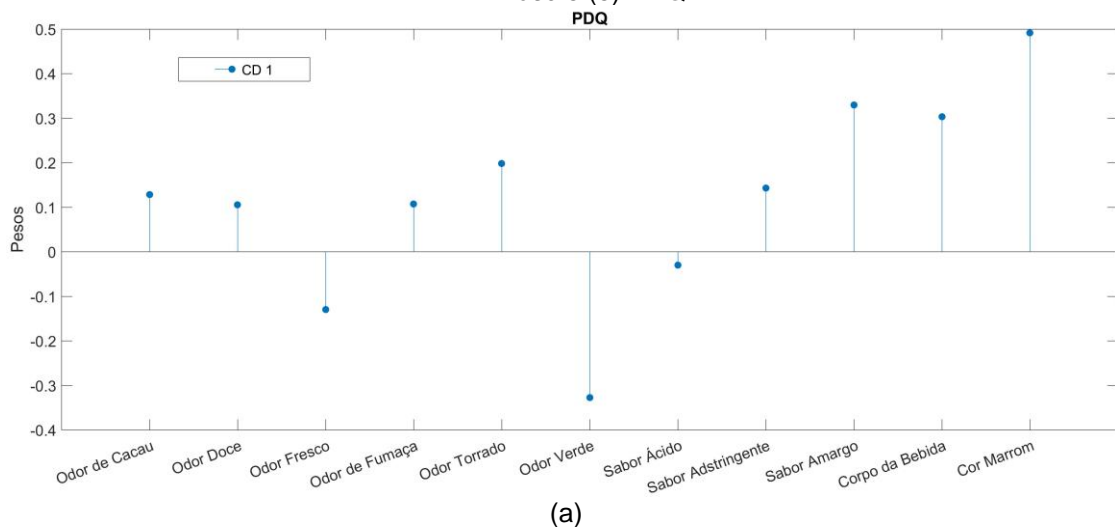 PDQ
0.5
CD 1
0.4
0.3
0.2
0.1
0
-0.1
-0.2
-0.3
-0.4
Pesos
Odor de Cacau
Odor Doce
Odor Fresco
Odor de Fumaça
Odor Torrado
Odor Verde
Sabor Ácido
Sabor Adstringente
Sabor Amargo
Corpo da Bebida
Cor Marrom
(a)